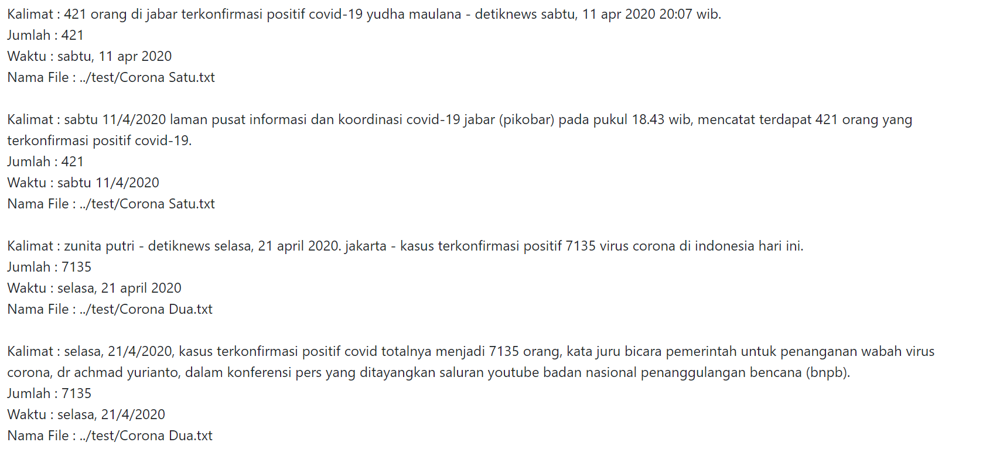 Kalimat : 421 orang di jabar terkonfirmasi positif covid-19 yudha maulana - detiknews sabtu, 11 apr 2020 20:07 wib.
Jumlah : 421
Waktu : sabtu, 11 apr 2020
Nama File : ../test/Corona Satu.txt
Kalimat : sabtu 11/4/2020 laman pusat informasi dan koordinasi covid-19 jabar (pikobar) pada pukul 18.43 wib, mencatat terdapat 421 orang yang
terkonfirmasi positif covid-19.
Jumlah : 421
Waktu : sabtu 11/4/2020
Nama File : ../test/Corona Satu.txt
Kalimat : zunita putri - detiknews selasa, 21 april 2020. jakarta - kasus terkonfirmasi positif 7135 virus corona di indonesia hari ini.
Jumlah : 7135
Waktu : selasa, 21 april 2020
Nama File : ../test/Corona Dua.txt
Kalimat : selasa, 21/4/2020, kasus terkonfirmasi positif covid totalnya menjadi 7135 orang, kata juru bicara pemerintah untuk penanganan wabah virus
corona, dr achmad yurianto, dalam konferensi pers yang ditayangkan saluran youtube badan nasional penanggulangan bencana (bnpb).
Jumlah : 7135
Waktu : selasa, 21/4/2020
Nama File : ../test/Corona Dua.txt